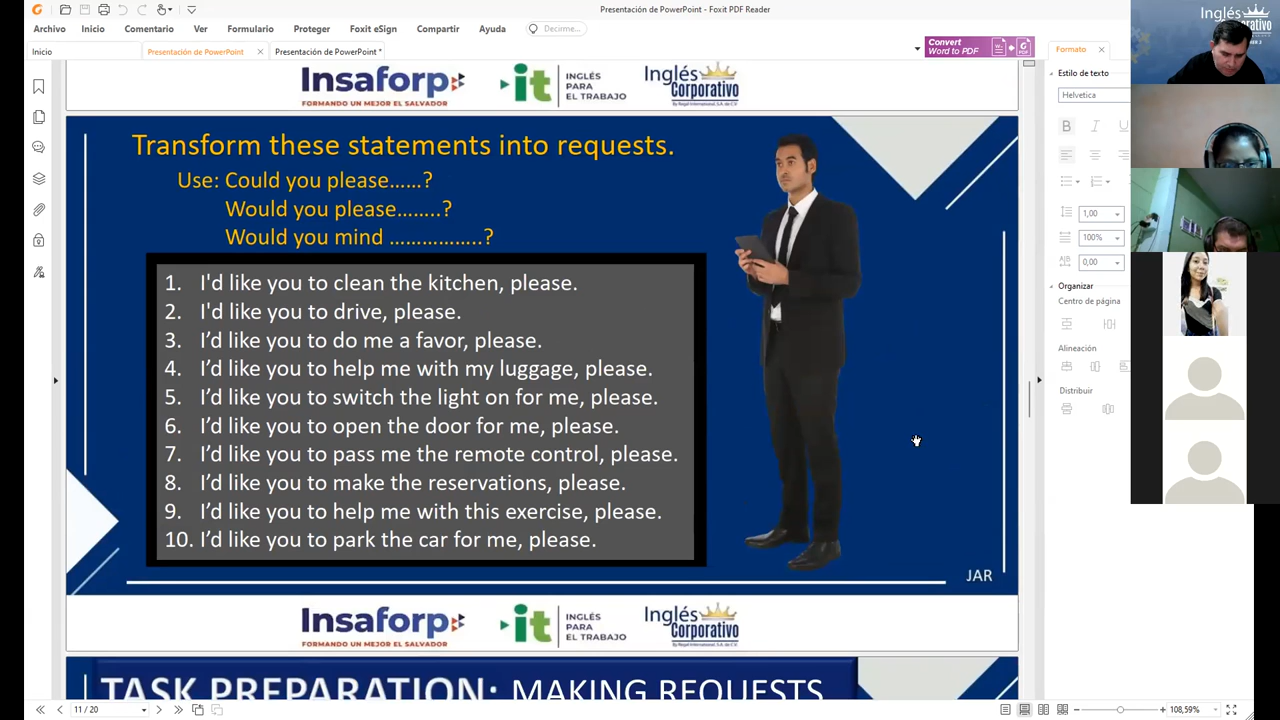 Presentación de PowerPoint - Foxit PDF Reader
Archivo Inicio Comentario Ver Formulario Proteger Foxit eSign Compartir Ayuda Decirme...
Inicio Presentación de PowerPoint Presentación de PowerPoint *
Convert
Word to PDF
Insaforp
FORMANDO UN MEJOR EL SALVADOR
it INGLÉS
PARA
EL TRABAJO
Inglés
Corporativo
Transform these statements into requests.
Use: Could you please……?
Would you please……..?
Would you mind ……………..?
1. I'd like you to clean the kitchen, please.
2. I'd like you to drive, please.
3. I’d like you to do me a favor, please.
4. I’d like you to help me with my luggage, please.
5. I’d like you to switch the light on for me, please.
6. I’d like you to open the door for me, please.
7. I’d like you to pass me the remote control, please.
8. I’d like you to make the reservations, please.
9. I’d like you to help me with this exercise, please.
10. I’d like you to park the car for me, please.
JAR
Insaforp
FORMANDO UN MEJOR EL SALVADOR
it INGLÉS
PARA
EL TRABAJO
Inglés
Corporativo
TASK PREPARATION: MAKING REQUESTS
Formato
Estilo de texto
Helvetica
B I U
1,00
100%
0,00
Organizar
Centro de página
Alineación
Distribuir
Inglés
Corporativo
11 / 20
108,59%